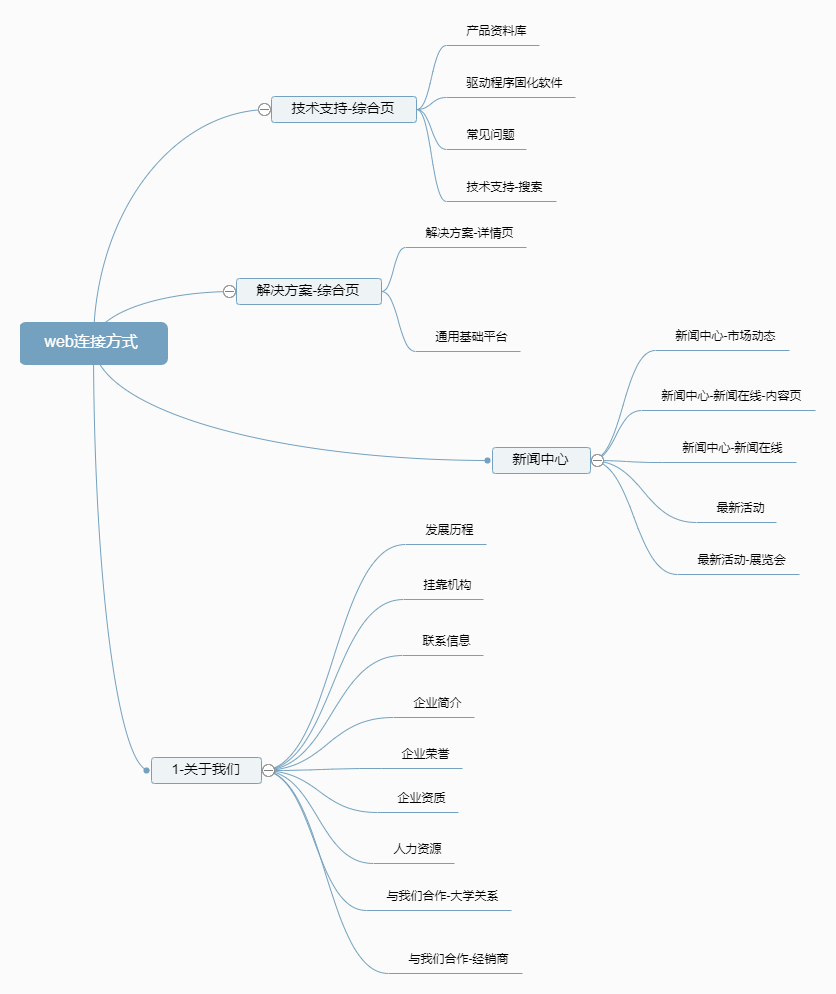 web连接方式
技术支持-综合页
产品资料库
驱动程序固化软件
常见问题
技术支持-搜索
解决方案-综合页
解决方案-详情页
通用基础平台
新闻中心
新闻中心-市场动态
新闻中心-新闻在线-内容页
新闻中心-新闻在线
最新活动
最新活动-展览会
1-关于我们
发展历程
挂靠机构
联系信息
企业简介
企业荣誉
企业资质
人力资源
与我们合作-大学关系
与我们合作-经销商